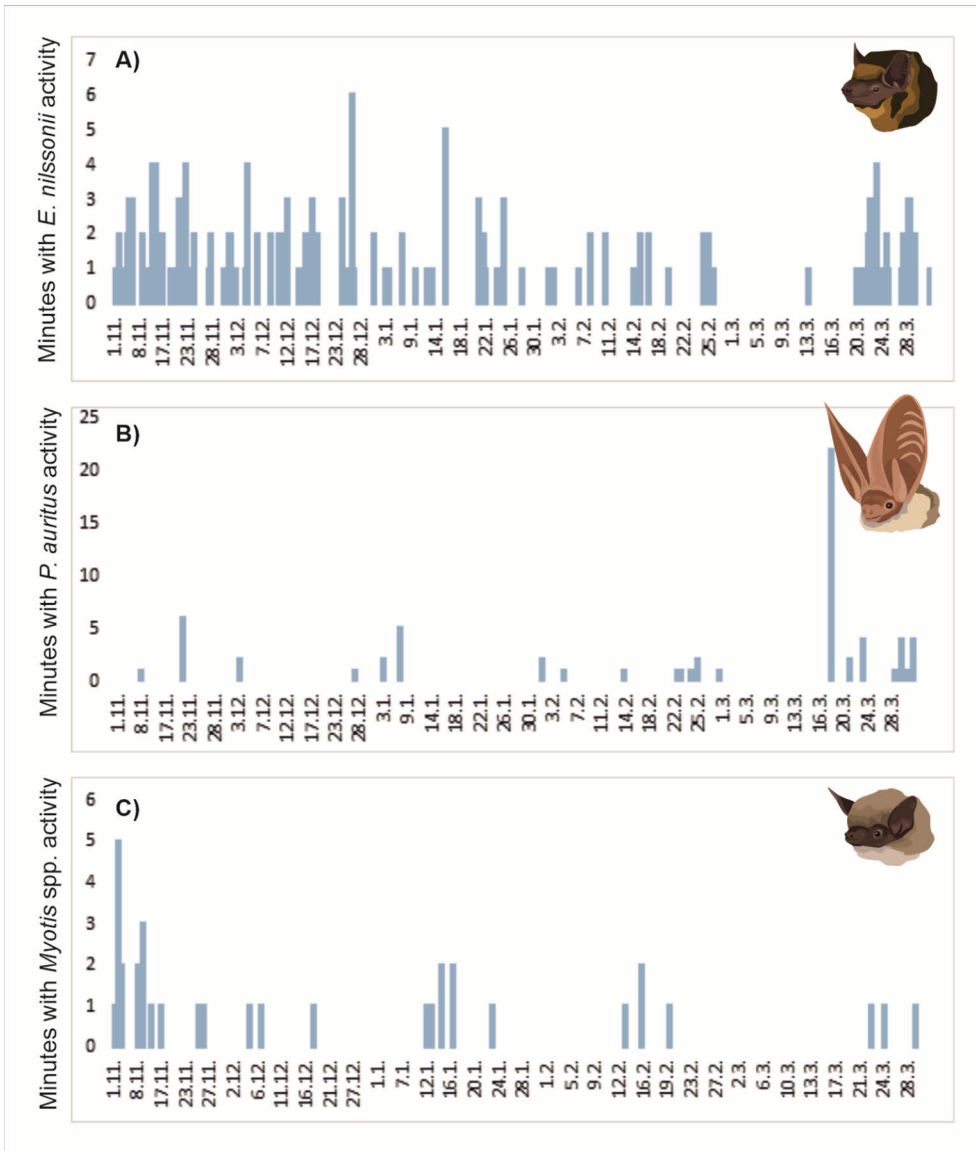 Minutes with E. nilssonii activity
A)
7
6
5
4
3
2
1
0
1.11. 8.11. 17.11. 23.11. 28.11. 3.12. 7.12. 12.12. 17.12. 23.12. 28.12. 3.1. 9.1. 14.1. 18.1. 22.1. 26.1. 30.1. 3.2. 7.2. 11.2. 14.2. 18.2. 22.2. 25.2. 1.3. 5.3. 9.3. 13.3. 16.3. 20.3. 24.3. 28.3.
Minutes with P. auritus activity
B)
25
20
15
10
5
0
1.11. 8.11. 17.11. 23.11. 28.11. 3.12. 7.12. 12.12. 17.12. 23.12. 28.12. 3.1. 9.1. 14.1. 18.1. 22.1. 26.1. 30.1. 3.2. 7.2. 11.2. 14.2. 18.2. 22.2. 25.2. 1.3. 5.3. 9.3. 13.3. 16.3. 20.3. 24.3. 28.3.
Minutes with Myotis spp. activity
C)
6
5
4
3
2
1
0
1.11. 8.11. 17.11. 23.11. 27.11. 2.12. 6.12. 11.12. 16.12. 21.12. 27.12. 1.1. 7.1. 12.1. 16.1. 20.1. 24.1. 28.1. 1.2. 5.2. 9.2. 12.2. 16.2. 19.2. 23.2. 27.2. 2.3. 6.3. 10.3. 13.3. 17.3. 21.3. 24.3. 28.3.